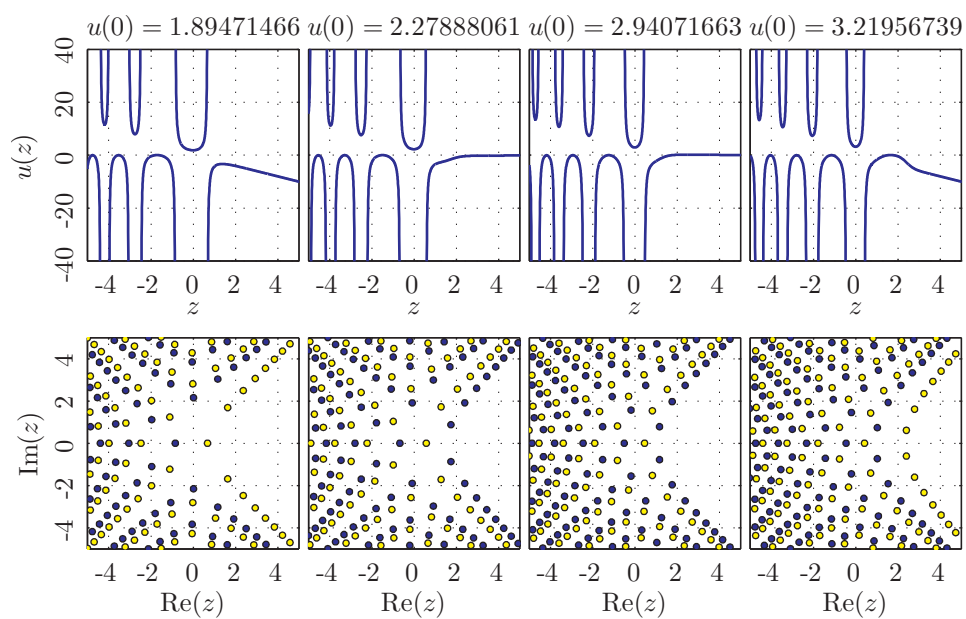 u(0) = 1.89471466 u(0) = 2.27888061 u(0) = 2.94071663 u(0) = 3.21956739
40
20
0
-20
-40
u(z)
-4 -2 0 2 4 -4 -2 0 2 4 -4 -2 0 2 4 -4 -2 0 2 4
z z z z
4
2
0
-2
-4
Im(z)
-4 -2 0 2 4 -4 -2 0 2 4 -4 -2 0 2 4 -4 -2 0 2 4
Re(z) Re(z) Re(z) Re(z)